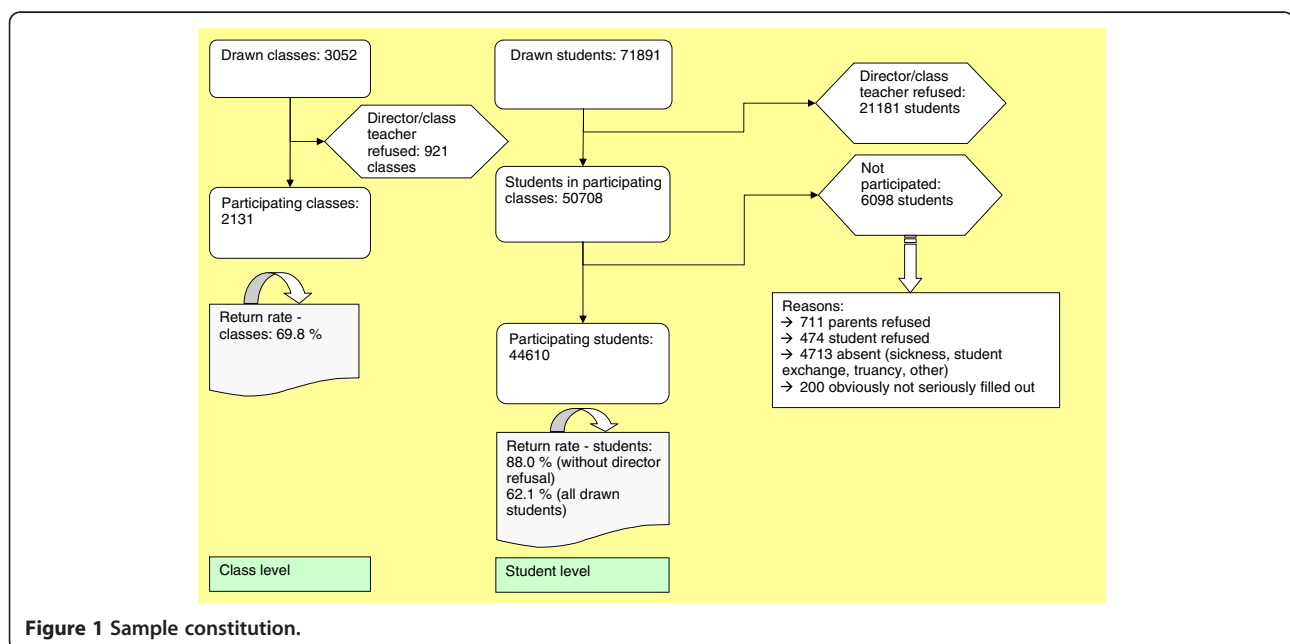 Drawn classes: 3052
Director/class
teacher
refused: 921
classes
Participating classes:
2131
Return rate -
classes: 69.8 %
Class level
Drawn students: 71891
Director/class
teacher refused:
21181 students
Students in participating
classes: 50708
Not
participated:
6098 students
Reasons:
→ 711 parents refused
→ 474 student refused
→ 4713 absent (sickness, student
exchange, truancy, other)
→ 200 obviously not seriously filled out
Participating students:
44610
Return rate - students:
88.0 % (without director
refusal)
62.1 % (all drawn
students)
Student level
Figure 1 Sample constitution.